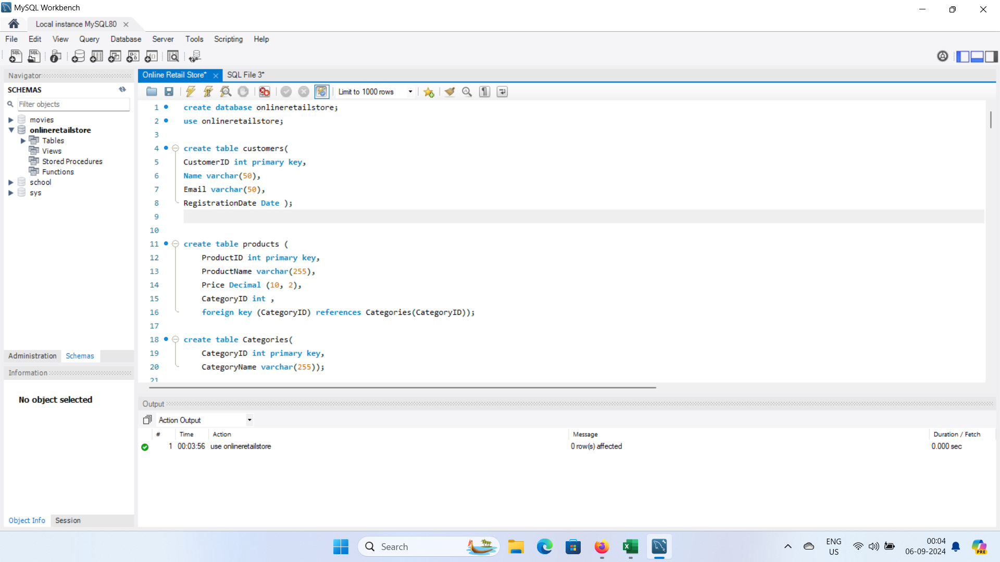 MySQL Workbench
Local instance MySQL80
File Edit View Query Database Server Tools Scripting Help
Navigator
SCHEMAS
Filter objects
movies
onlineretailstore
Tables
Views
Stored Procedures
Functions
school
sys
Administration Schemas
Information
No object selected
Object Info Session
Online Retail Store* SQL File 3*
Limit to 1000 rows
1 create database onlineretailstore;
2 use onlineretailstore;
3
4 create table customers(
5 CustomerID int primary key,
6 Name varchar(50),
7 Email varchar(50),
8 RegistrationDate Date );
9
10
11 create table products (
12 ProductID int primary key,
13 ProductName varchar(255),
14 Price Decimal (10, 2),
15 CategoryID int ,
16 foreign key (CategoryID) references Categories(CategoryID));
17
18 create table Categories(
19 CategoryID int primary key,
20 CategoryName varchar(255));
21
Output
Action Output
# Time Action Message Duration / Fetch
1 00:03:56 use onlineretailstore 0 row(s) affected 0.000 sec
Search
ENG
US
00:04
06-09-2024
PRE